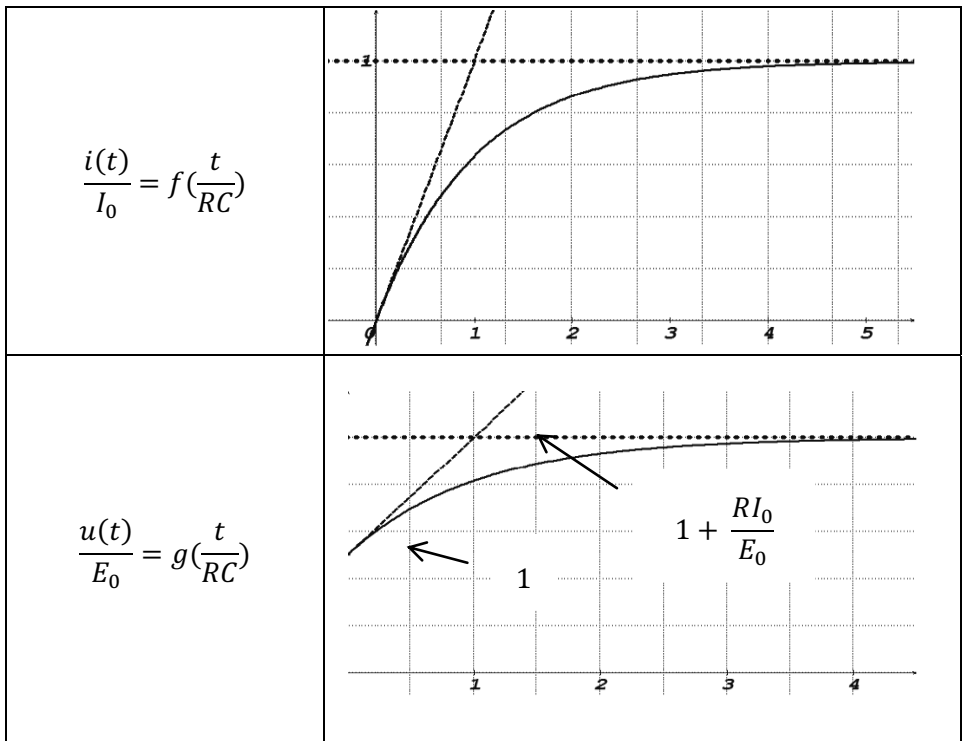 i(t)/I₀ = f(t/RC)
1
0 1 2 3 4 5
u(t)/E₀ = g(t/RC)
1 + RI₀/E₀
1
1 2 3 4